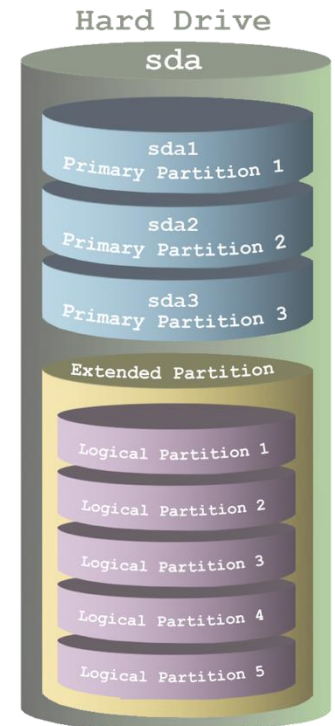 Hard Drive
sda
sda1
Primary Partition 1
sda2
Primary Partition 2
sda3
Primary Partition 3
Extended Partition
Logical Partition 1
Logical Partition 2
Logical Partition 3
Logical Partition 4
Logical Partition 5